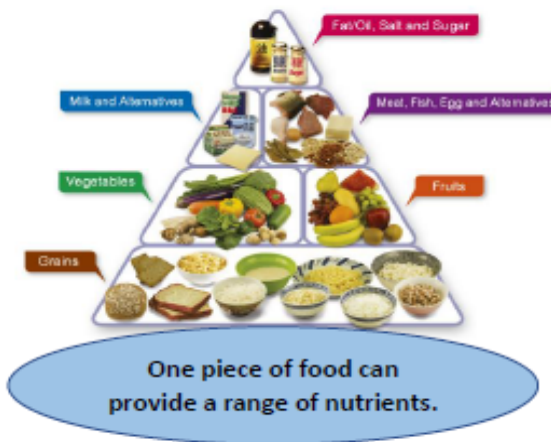 Fat/Oil, Salt and Sugar
Milk and Alternatives
Meat, Fish, Egg and Alternatives
Vegetables
Fruits
Grains
One piece of food can
provide a range of nutrients.